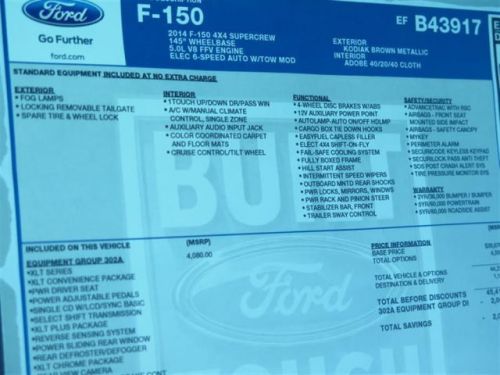 DESCRIPTION
Ford
Go Further
ford.com
F-150
2014 F-150 4X4 SUPERCREW
145" WHEELBASE
5.0L V8 FFV ENGINE
ELEC 6-SPEED AUTO W/TOW MOD
EF B43917
EXTERIOR
KODIAK BROWN METALLIC
INTERIOR
ADOBE 40/20/40 CLOTH
STANDARD EQUIPMENT INCLUDED AT NO EXTRA CHARGE
EXTERIOR
• FOG LAMPS
• LOCKING REMOVABLE TAILGATE
• SPARE TIRE & WHEEL LOCK
INTERIOR
• 1TOUCH UP/DOWN DR/PASS WIN
• A/C W/MANUAL CLIMATE
CONTROL, SINGLE ZONE
• AUXILIARY AUDIO INPUT JACK
• COLOR COORDINATED CARPET
AND FLOOR MATS
• CRUISE CONTROL/TILT WHEEL
FUNCTIONAL
• 4-WHEEL DISC BRAKES W/ABS
• 12V AUXILIARY POWER POINT
• AUTOLAMP-AUTO ON/OFF HDLMP
• CARGO BOX TIE DOWN HOOKS
• EASYFUEL CAPLESS FILLER
• ELECT 4X4 SHIFT-ON-FLY
• FAIL-SAFE COOLING SYSTEM
• FULLY BOXED FRAME
• HILL START ASSIST
• INTERMITTENT SPEED WIPERS
• OUTBOARD MNTD REAR SHOCKS
• PWR LOCKS, MIRRORS, WINDOWS
• PWR RACK AND PINION STEER
• STABILIZER BAR, FRONT
• TRAILER SWAY CONTROL
SAFETY/SECURITY
• ADVANCETRAC WITH RSC
• AIRBAGS - FRONT SEAT
MOUNTED SIDE IMPACT
• AIRBAGS - SAFETY CANOPY
• MYKEY
• PERIMETER ALARM
• SECURICODE KEYLESS KEYPAD
• SECURILOCK PASS ANTI THEFT
• SOS POST CRASH ALERT SYS
• TIRE PRESSURE MONITOR SYS
WARRANTY
• 3YR/36,000 BUMPER / BUMPER
• 5YR/60,000 POWERTRAIN
• 5YR/60,000 ROADSIDE ASSIST
BUILT
Ford
INCLUDED ON THIS VEHICLE
(MSRP)
EQUIPMENT GROUP 302A
4,080.00
• XLT SERIES
• XLT CONVENIENCE PACKAGE
• PWR DRIVER SEAT
• POWER ADJUSTABLE PEDALS
• SINGLE CD W/LCD/SYNC BASIC
• SELECT SHIFT TRANSMISSION
• XLT PLUS PACKAGE
• REVERSE SENSING SYSTEM
• POWER SLIDING REAR WINDOW
• REAR DEFROSTER/DEFOGGER
• XLT CHROME PACKAGE
• REAR VIEW CAMERA
PRICE INFORMATION
BASE PRICE
TOTAL OPTIONS
TOTAL VEHICLE & OPTIONS
DESTINATION & DELIVERY
TOTAL BEFORE DISCOUNTS
302A EQUIPMENT GROUP DI
TOTAL SAVINGS
(MSRP)